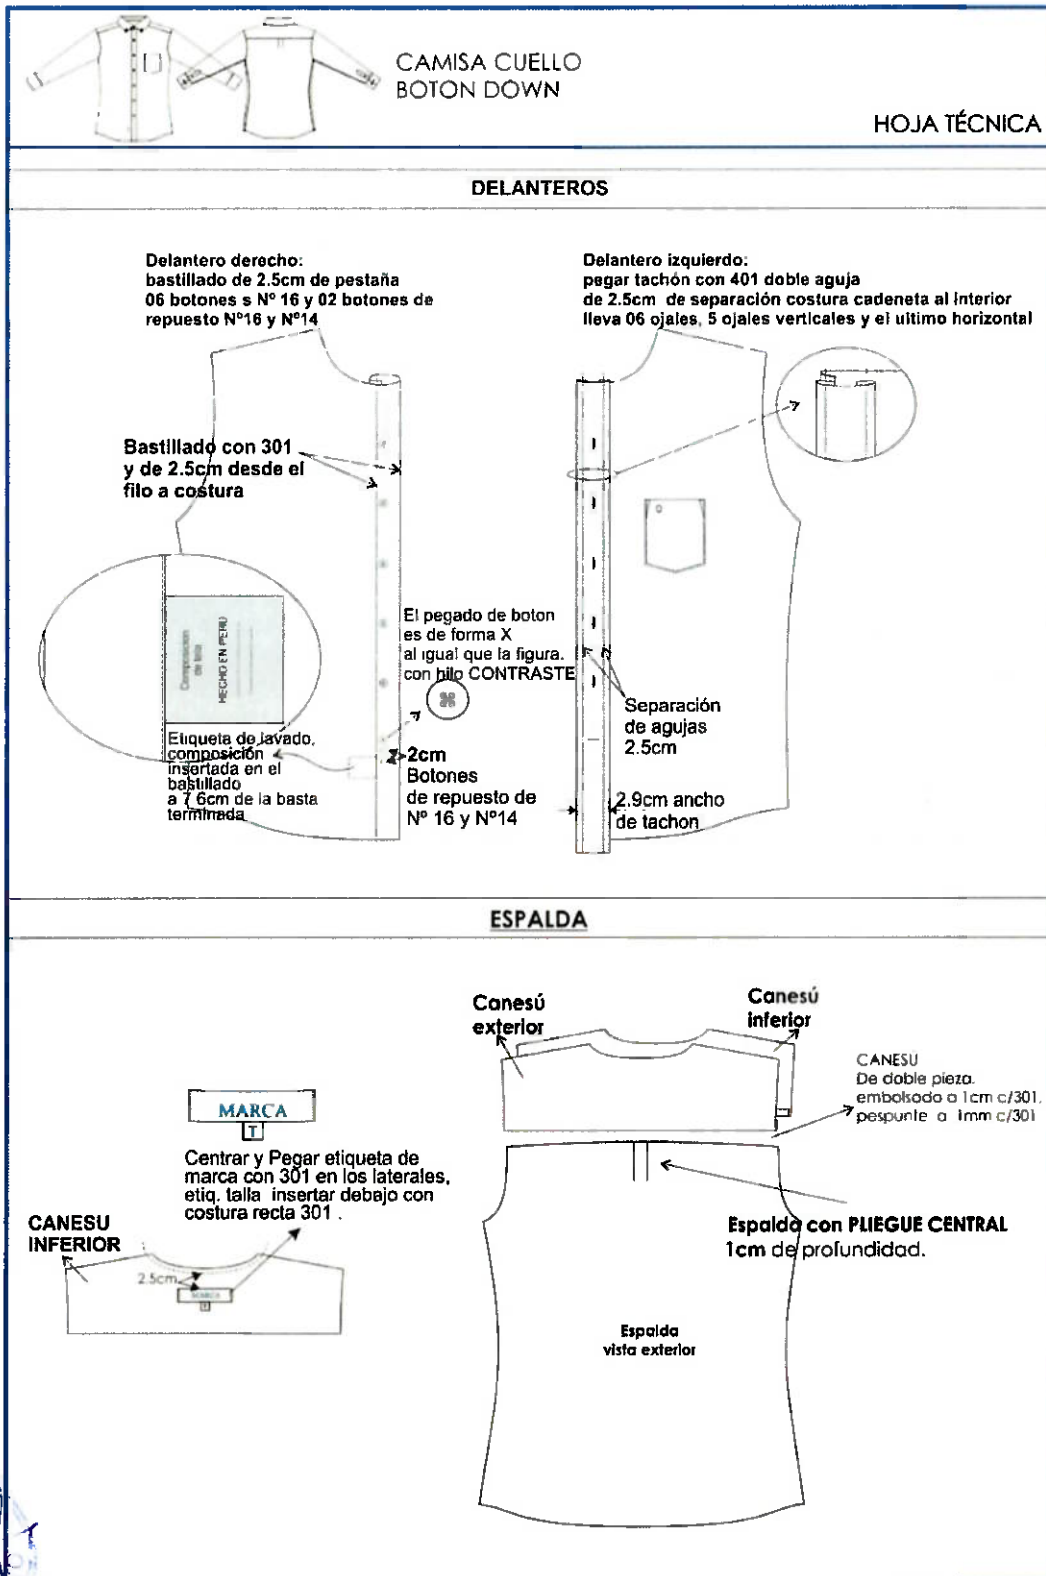 CAMISA CUELLO
BOTON DOWN
HOJA TÉCNICA
DELANTEROS
Delantero derecho:
bastillado de 2.5cm de pestaña
06 botones s Nº 16 y 02 botones de
repuesto Nº16 y Nº14
Delantero izquierdo:
pegar tachón con 401 doble aguja
de 2.5cm de separación costura cadeneta al interior
lleva 06 ojales, 5 ojales verticales y el ultimo horizontal
Bastillado con 301
y de 2.5cm desde el
filo a costura
Composicion
de tela
HECHO EN PERU
El pegado de boton
es de forma X
al igual que la figura.
con hilo CONTRASTE
Etiqueta de lavado,
composición
insertada en el
bastillado
a 7.6cm de la basta
terminada
2cm
Botones
de repuesto de
Nº 16 y Nº14
Separación
de agujas
2.5cm
2.9cm ancho
de tachon
ESPALDA
Canesú
exterior
Canesú
inferior
CANESU
De doble pieza.
embolsado a 1cm c/301.
pespunte a 1mm c/301
MARCA
T
Centrar y Pegar etiqueta de
marca con 301 en los laterales,
etiq. talla insertar debajo con
costura recta 301 .
CANESU
INFERIOR
2.5cm
MARCA
T
Espalda con PLIEGUE CENTRAL
1cm de profundidad.
Espalda
vista exterior